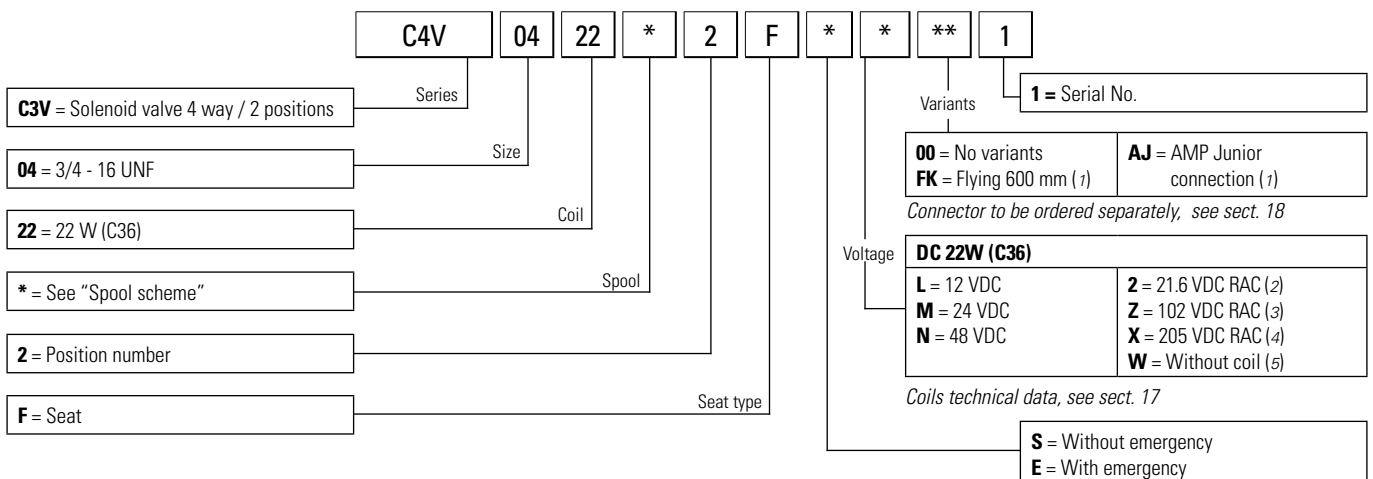 C4V 04 22 * 2 F * * ** 1
Series
C3V = Solenoid valve 4 way / 2 positions
Size
04 = 3/4 - 16 UNF
Coil
22 = 22 W (C36)
Spool
* = See "Spool scheme"
2 = Position number
Seat type
F = Seat
1 = Serial No.
Variants
00 = No variants
FK = Flying 600 mm (1)
AJ = AMP Junior
connection (1)
Connector to be ordered separately, see sect. 18
Voltage
DC 22W (C36)
L = 12 VDC
M = 24 VDC
N = 48 VDC
2 = 21.6 VDC RAC (2)
Z = 102 VDC RAC (3)
X = 205 VDC RAC (4)
W = Without coil (5)
Coils technical data, see sect. 17
S = Without emergency
E = With emergency